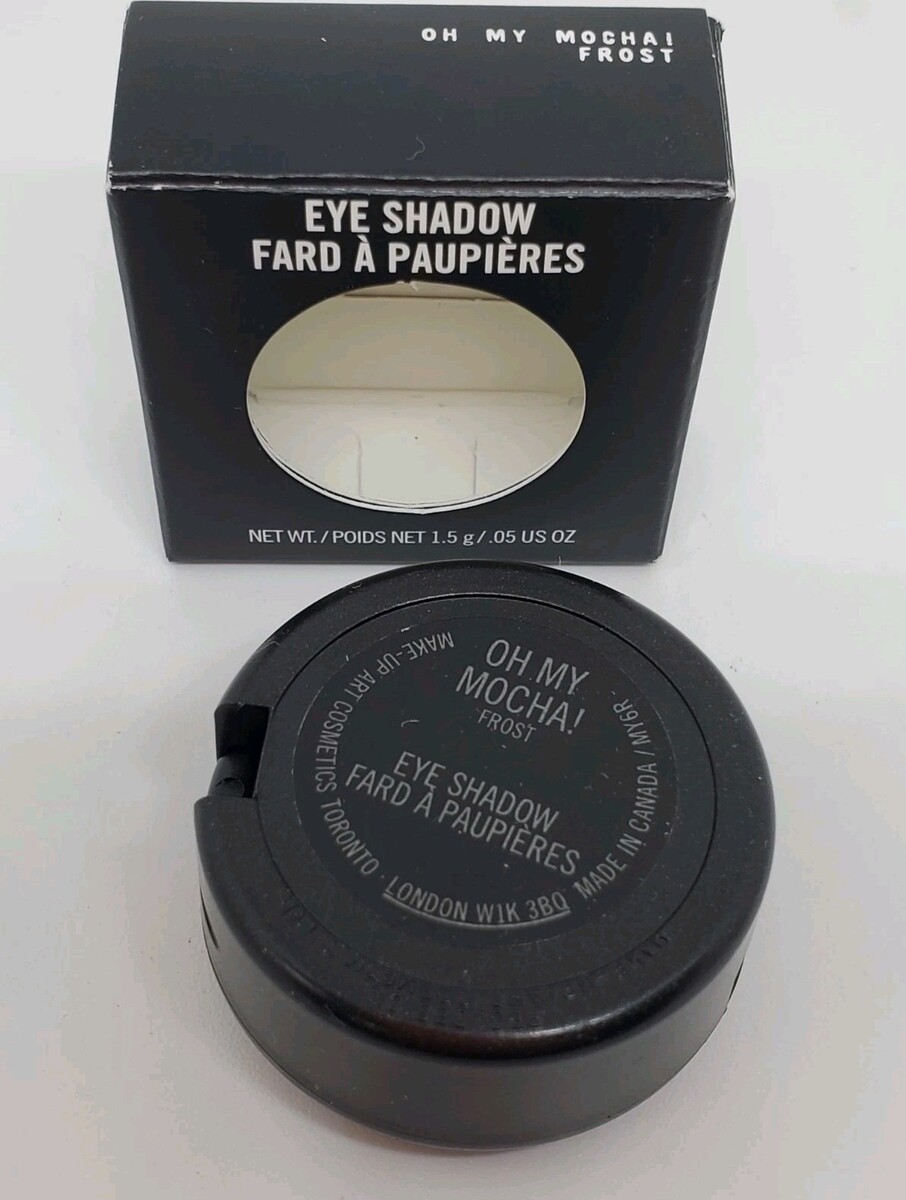 OH MY MOCHA!
FROST
EYE SHADOW
FARD À PAUPIÈRES
NET WT. / POIDS NET 1.5 g / .05 US OZ
OH MY
MOCHA!
FROST
EYE SHADOW
FARD À PAUPIÈRES
MAKE-UP ART COSMETICS TORONTO · LONDON W1K 3BQ MADE IN CANADA / MY6R